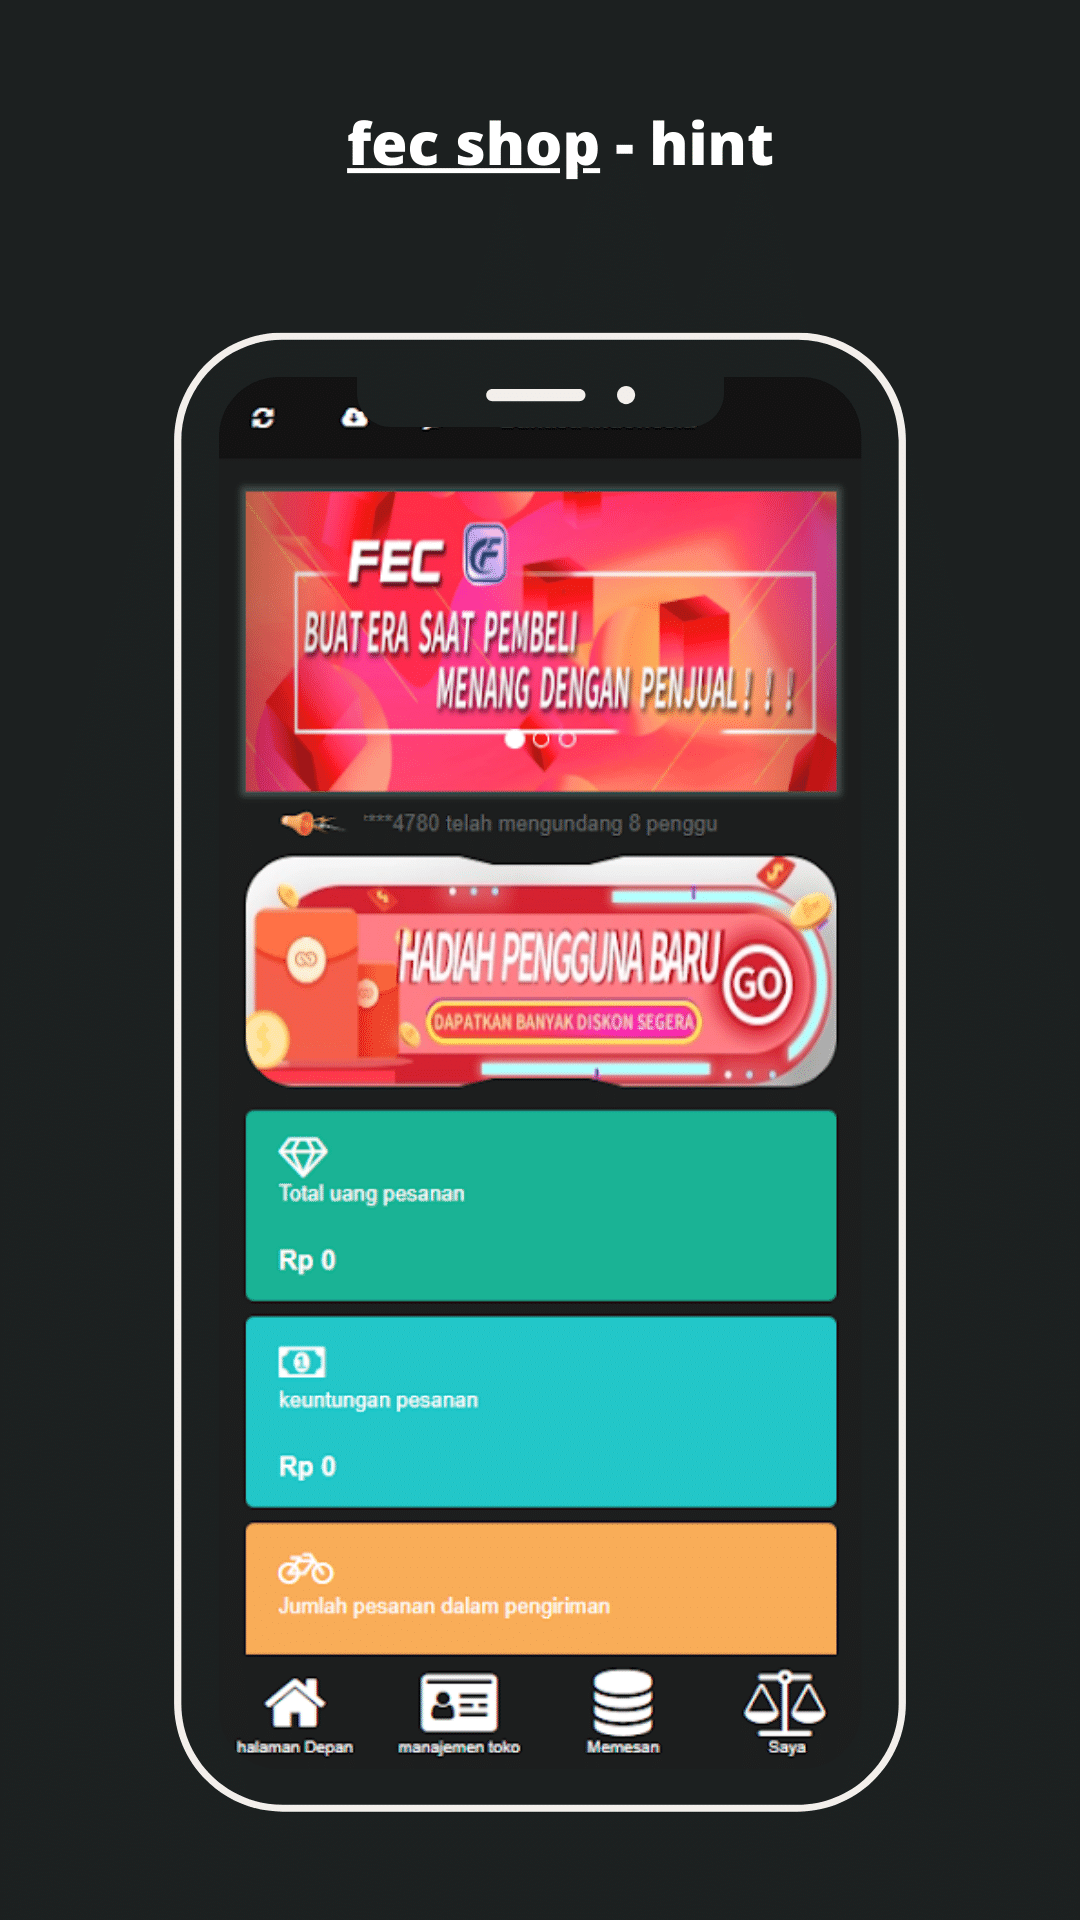 fec shop - hint
FEC
BUAT ERA SAAT PEMBELI
MENANG DENGAN PENJUAL! ! !
****4780 telah mengundang 8 penggu
HADIAH PENGGUNA BARU
GO
DAPATKAN BANYAK DISKON SEGERA
Total uang pesanan
Rp 0
keuntungan pesanan
Rp 0
Jumlah pesanan dalam pengiriman
halaman Depan
manajemen toko
Memesan
Saya